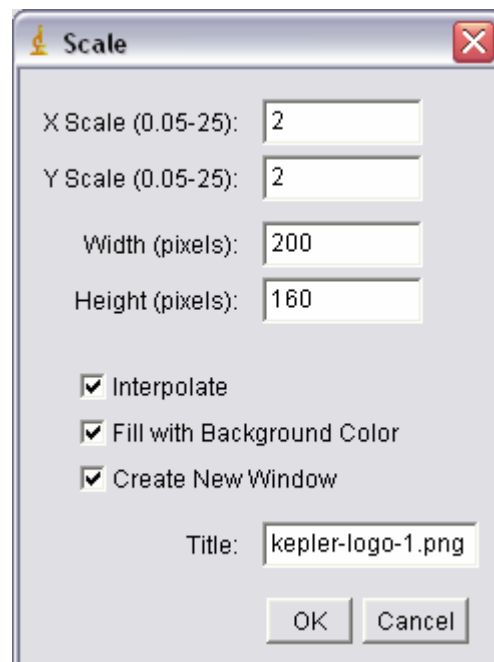 Scale
X Scale (0.05-25): 2
Y Scale (0.05-25): 2
Width (pixels): 200
Height (pixels): 160
Interpolate
Fill with Background Color
Create New Window
Title: kepler-logo-1.png
OK Cancel